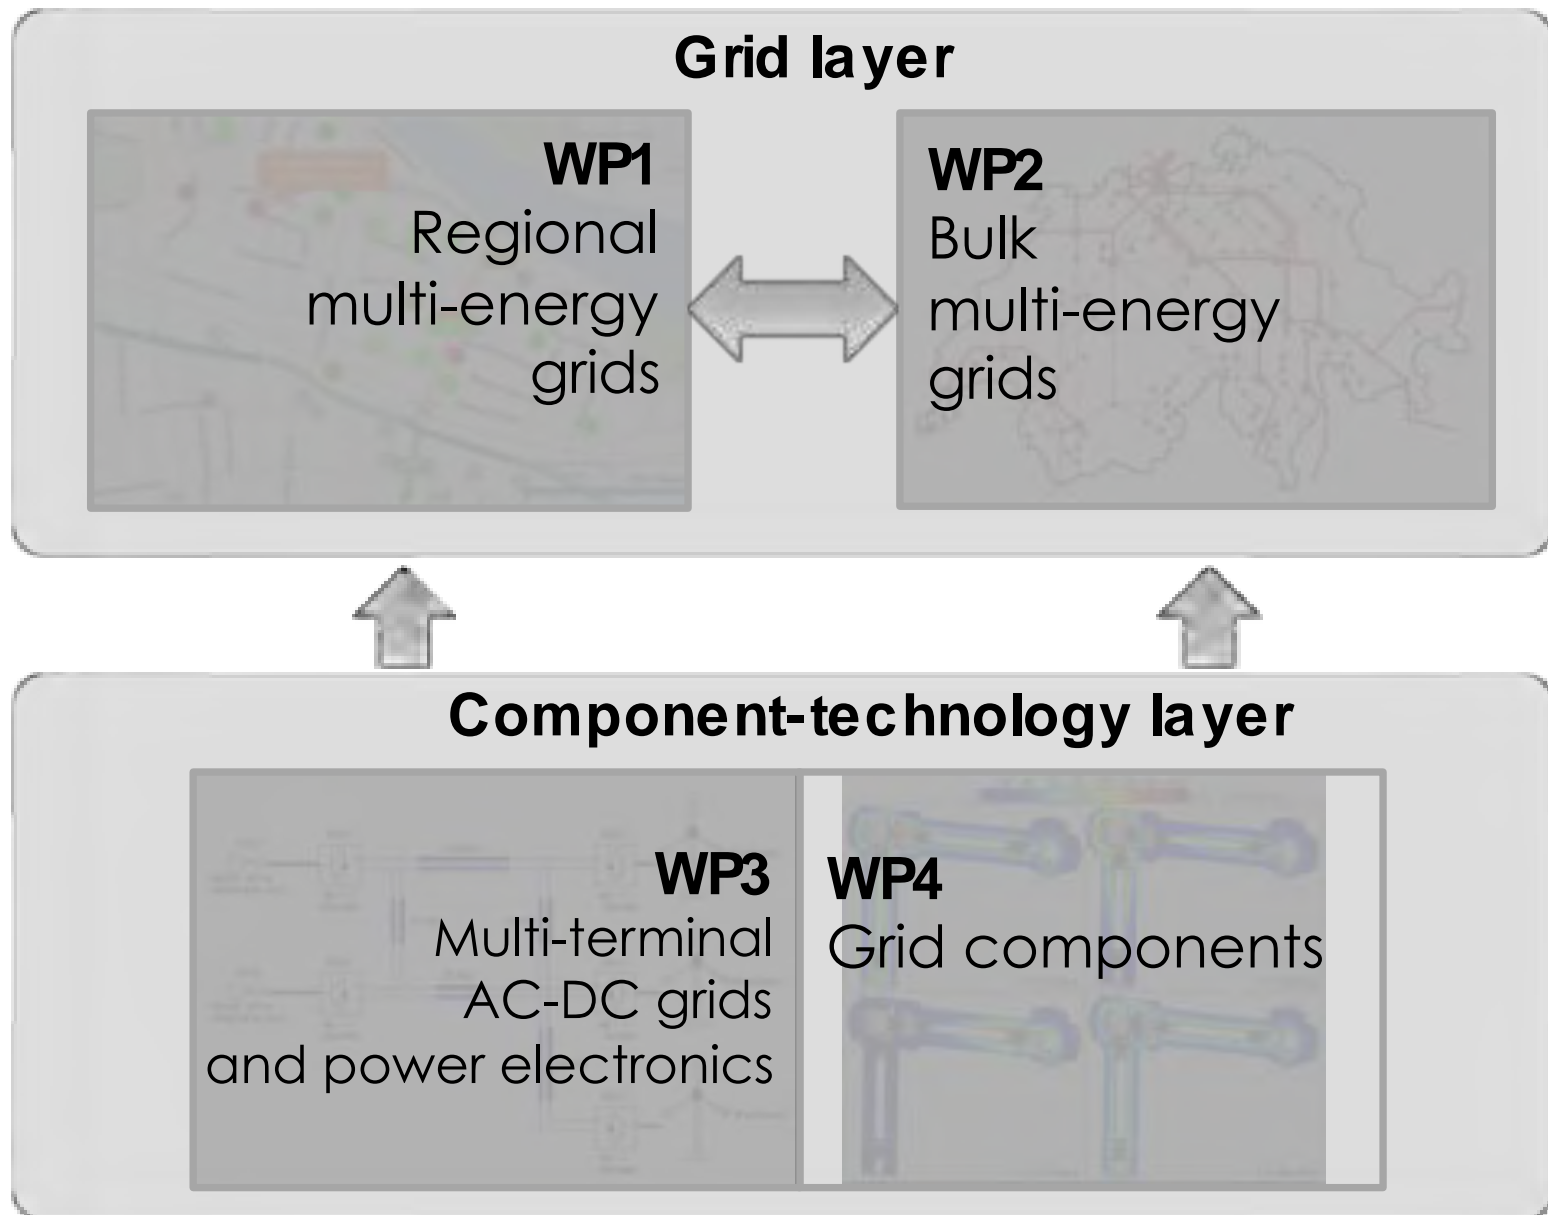 Grid layer
WP1
Regional
multi-energy
grids
WP2
Bulk
multi-energy
grids
Component-technology layer
WP3
Multi-terminal
AC-DC grids
and power electronics
WP4
Grid components